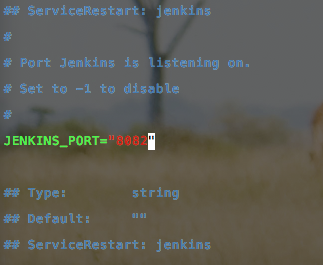 ## ServiceRestart: jenkins
#
# Port Jenkins is listening on.
# Set to -1 to disable
#
JENKINS_PORT="8082"
## Type:        string
## Default:     ""
## ServiceRestart: jenkins